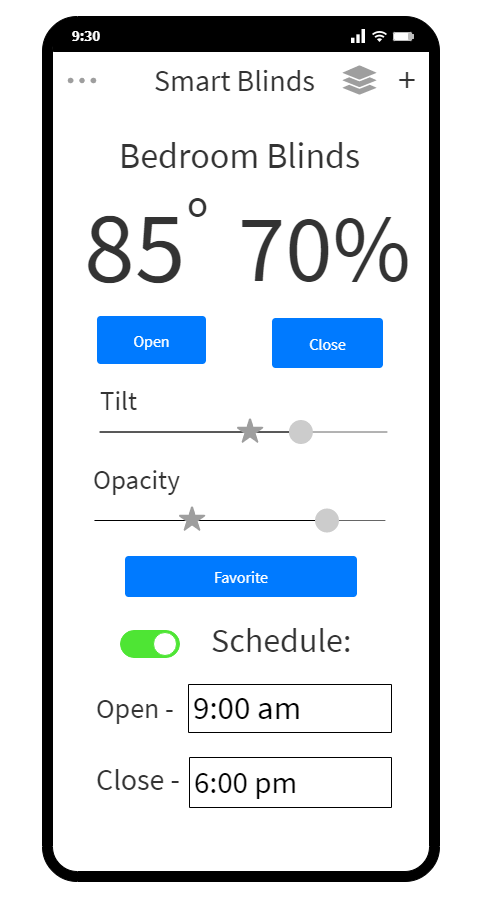 9:30
Smart Blinds +
Bedroom Blinds
85° 70%
Open Close
Tilt
Opacity
Favorite
Schedule:
Open - 9:00 am
Close - 6:00 pm